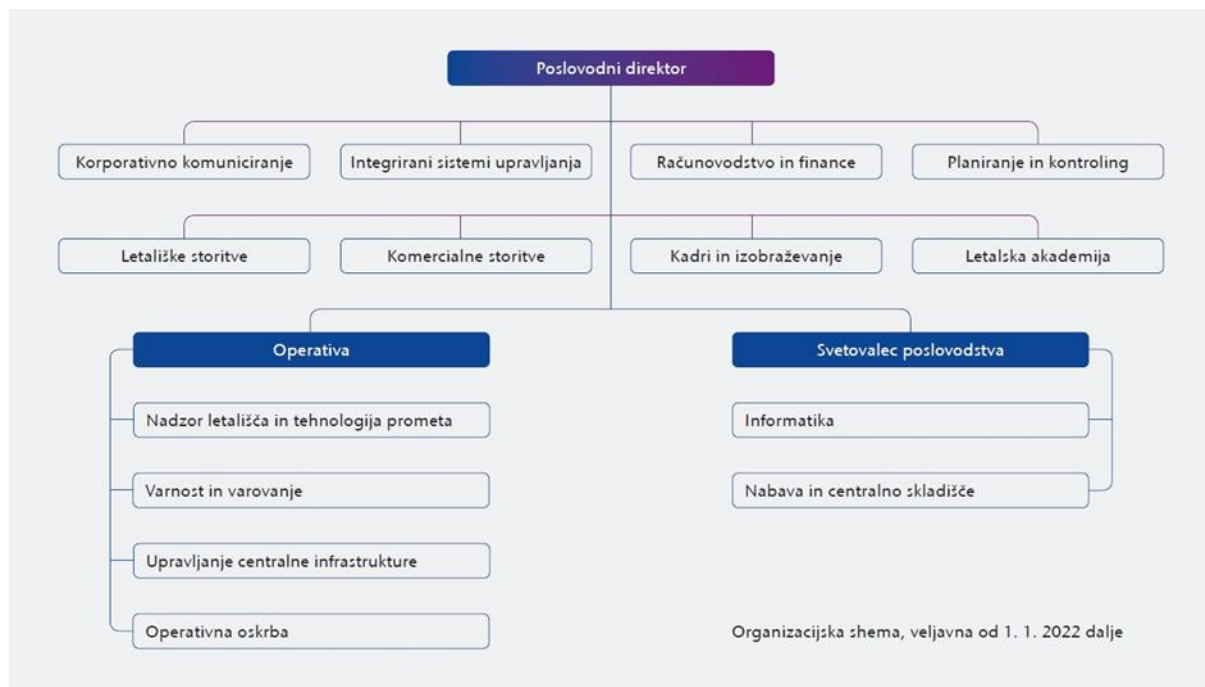 Poslovodni direktor
Korporativno komuniciranje
Integrirani sistemi upravljanja
Računovodstvo in finance
Planiranje in kontroling
Letališke storitve
Komercialne storitve
Kadri in izobraževanje
Letalska akademija
Operativa
Svetovalec poslovodstva
Nadzor letališča in tehnologija prometa
Informatika
Varnost in varovanje
Nabava in centralno skladišče
Upravljanje centralne infrastrukture
Operativna oskrba
Organizacijska shema, veljavna od 1. 1. 2022 dalje